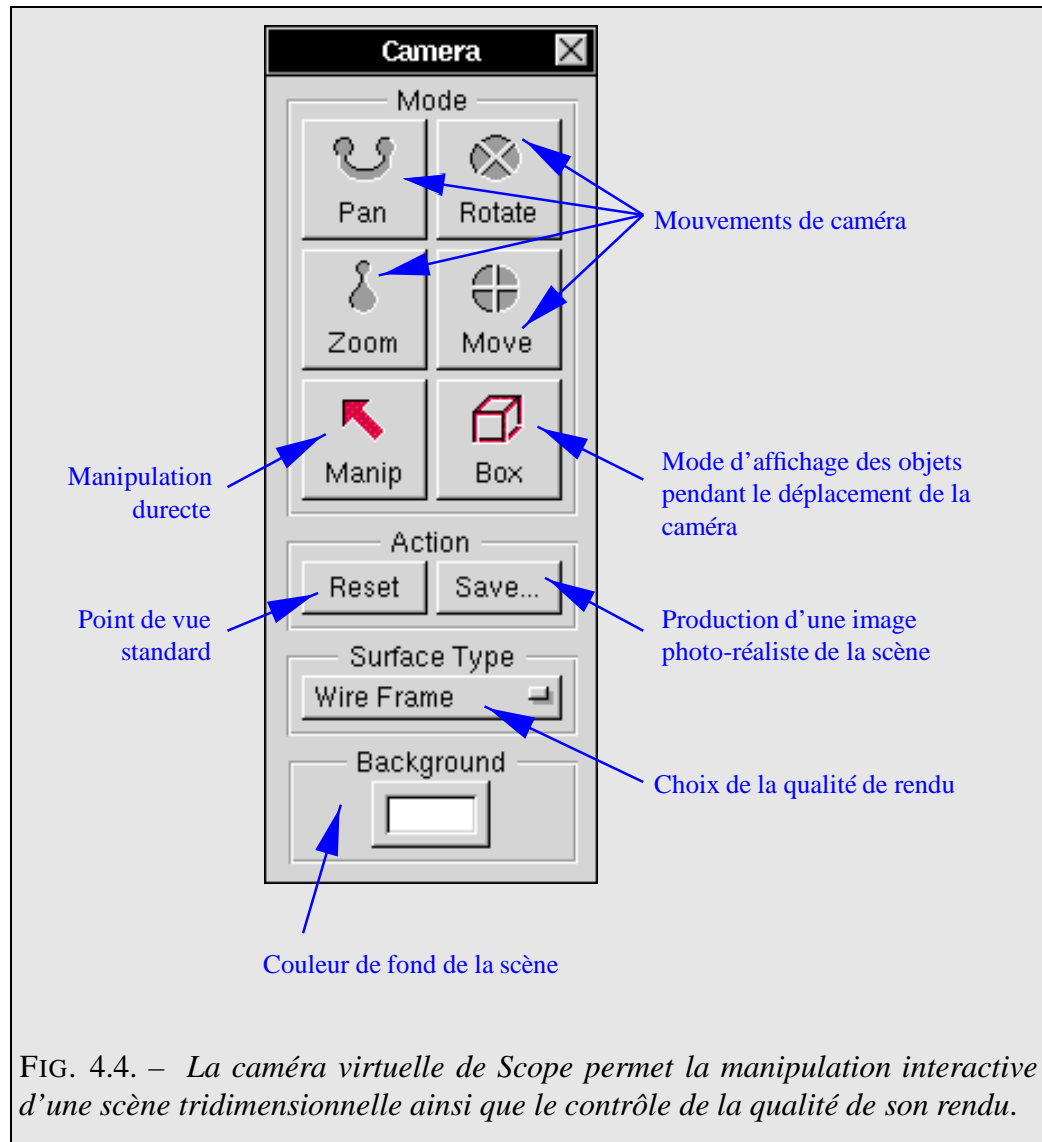 Camera
Mode
Pan
Rotate
Mouvements de caméra
Zoom
Move
Manip
Box
Manipulation
durecte
Mode d’affichage des objets
pendant le déplacement de la
caméra
Action
Reset
Save...
Point de vue
standard
Production d’une image
photo-réaliste de la scène
Surface Type
Wire Frame
Choix de la qualité de rendu
Background
Couleur de fond de la scène
FIG. 4.4. – La caméra virtuelle de Scope permet la manipulation interactive
d’une scène tridimensionnelle ainsi que le contrôle de la qualité de son rendu.